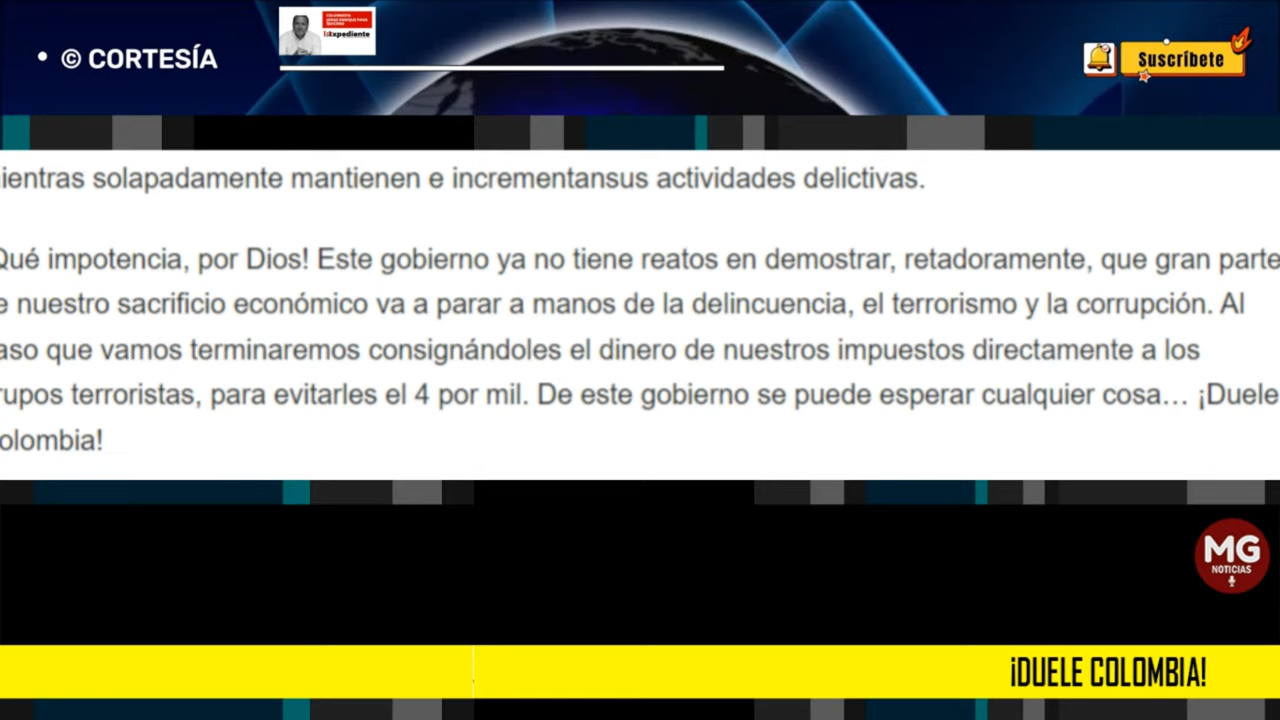 • © CORTESÍA
Expediente
Suscríbete
ientras solapadamente mantienen e incrementansus actividades delictivas.
Qué impotencia, por Dios! Este gobierno ya no tiene reatos en demostrar, retadoramente, que gran parte
e nuestro sacrificio económico va a parar a manos de la delincuencia, el terrorismo y la corrupción. Al
aso que vamos terminaremos consignándoles el dinero de nuestros impuestos directamente a los
rupos terroristas, para evitarles el 4 por mil. De este gobierno se puede esperar cualquier cosa… ¡Duele
olombia!
MG
NOTICIAS
¡DUELE COLOMBIA!